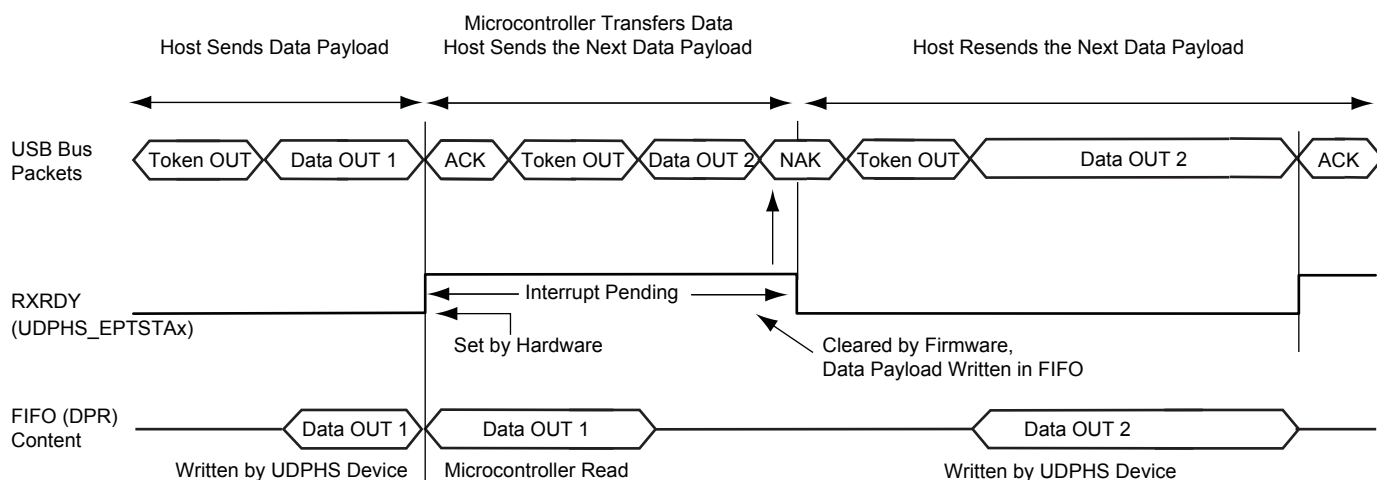 Microcontroller Transfers Data
Host Sends Data Payload
Host Sends the Next Data Payload
Host Resends the Next Data Payload
USB Bus
Packets
Token OUT
Data OUT 1
ACK
Token OUT
Data OUT 2
NAK
Token OUT
Data OUT 2
ACK
RXRDY
(UDPHS_EPTSTAx)
Interrupt Pending
Set by Hardware
Cleared by Firmware,
Data Payload Written in FIFO
FIFO (DPR)
Content
Data OUT 1
Data OUT 1
Data OUT 2
Written by UDPHS Device
Microcontroller Read
Written by UDPHS Device